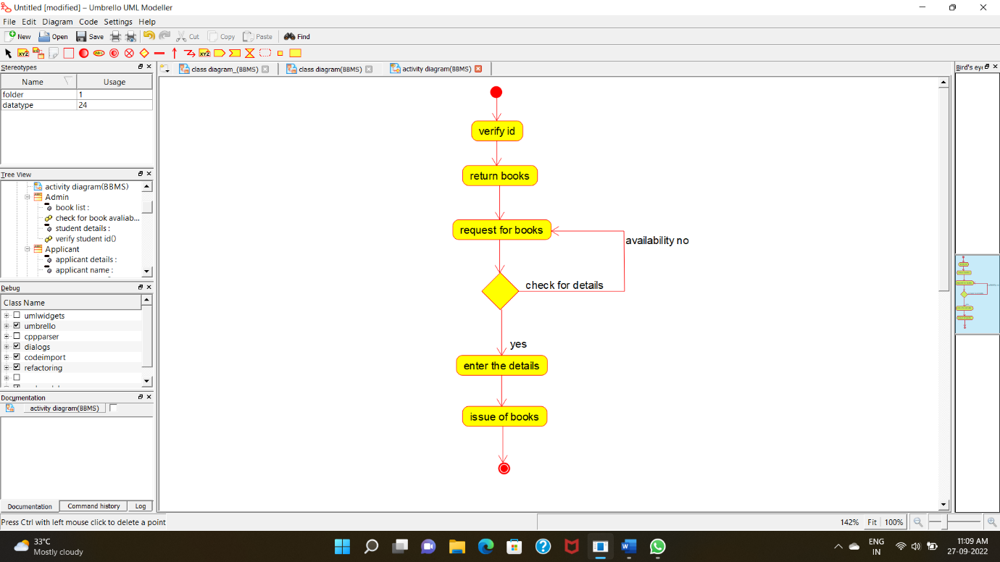 Untitled [modified] – Umbrello UML Modeller
File Edit Diagram Code Settings Help
New Open Save Cut Copy Paste Find
XYZ ABC XYZ
Stereotypes
Name Usage
folder 1
datatype 24
Tree View
activity diagram(BBMS)
Admin
book list :
check for book avaliab...
student details :
verify student id()
Applicant
applicant details :
applicant name :
Debug
Class Name
umlwidgets
umbrello
cppparser
dialogs
codeimport
refactoring
Documentation
activity diagram(BBMS)
Documentation Command history Log
Press Ctrl with left mouse click to delete a point
class diagram_(BBMS) class diagram(BBMS) activity diagram(BBMS)
verify id
return books
request for books
availability no
check for details
yes
enter the details
issue of books
Bird's eye
142% Fit 100%
33°C
Mostly cloudy
ENG
IN
11:09 AM
27-09-2022